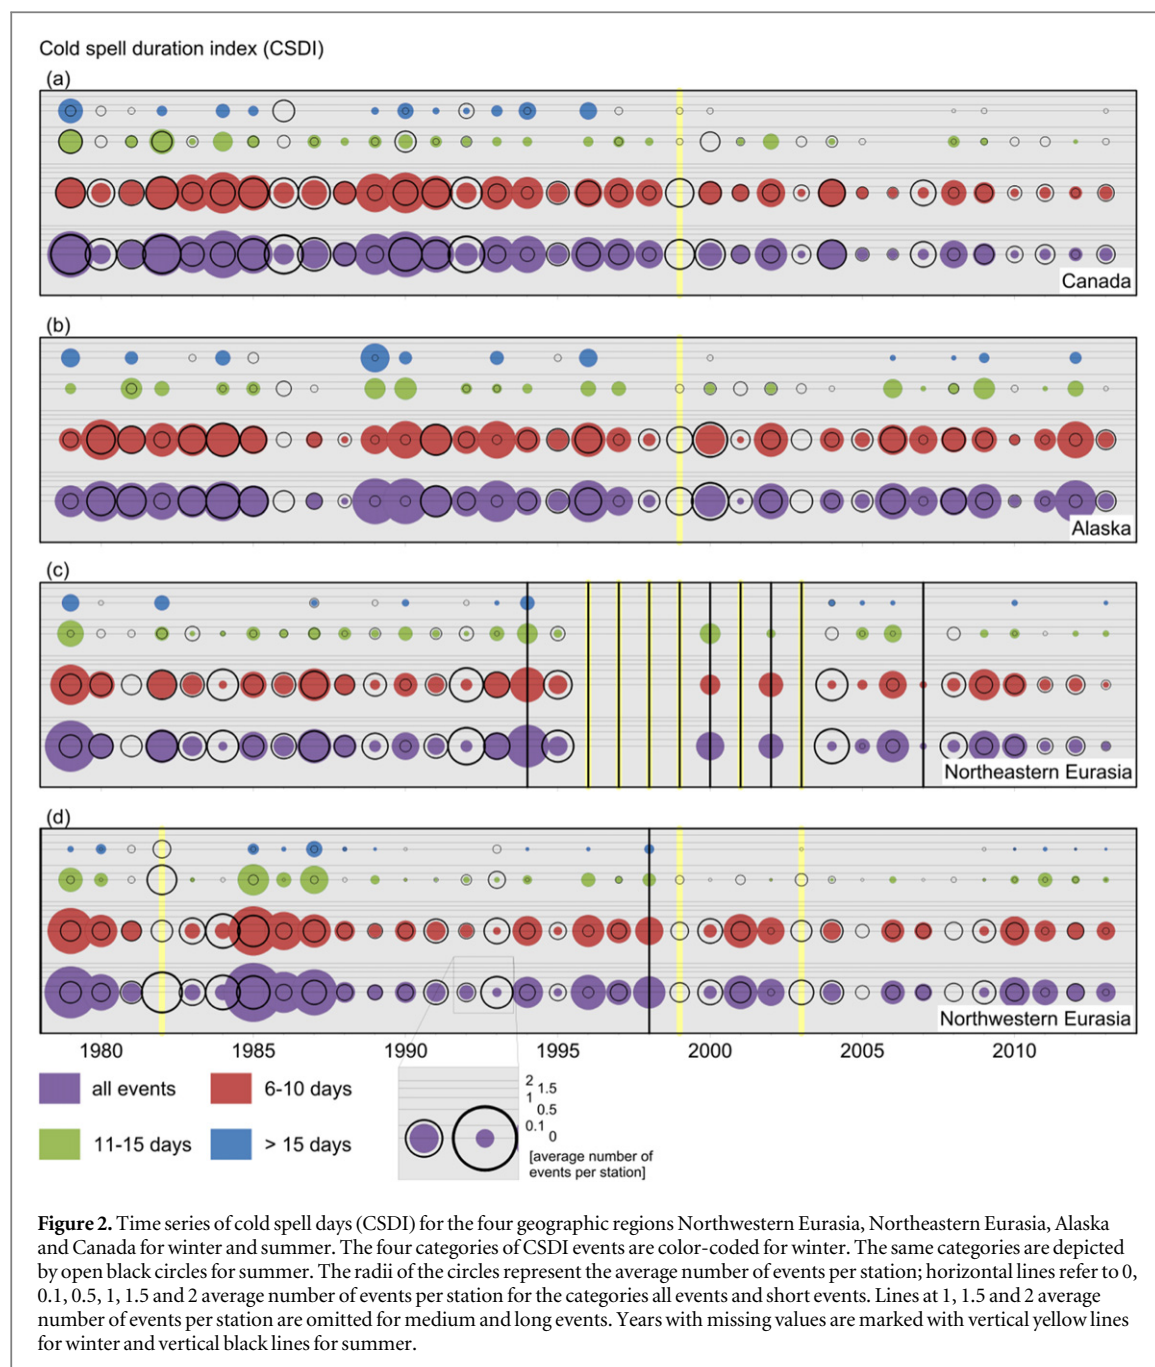 Cold spell duration index (CSDI)
(a)
Canada
(b)
Alaska
(c)
Northeastern Eurasia
(d)
Northwestern Eurasia
1980 1985 1990 1995 2000 2005 2010
all events 6-10 days
11-15 days > 15 days
2
1.5
1
0.5
0.1
0
[average number of
events per station]
Figure 2. Time series of cold spell days (CSDI) for the four geographic regions Northwestern Eurasia, Northeastern Eurasia, Alaska
and Canada for winter and summer. The four categories of CSDI events are color-coded for winter. The same categories are depicted
by open black circles for summer. The radii of the circles represent the average number of events per station; horizontal lines refer to 0,
0.1, 0.5, 1, 1.5 and 2 average number of events per station for the categories all events and short events. Lines at 1, 1.5 and 2 average
number of events per station are omitted for medium and long events. Years with missing values are marked with vertical yellow lines
for winter and vertical black lines for summer.